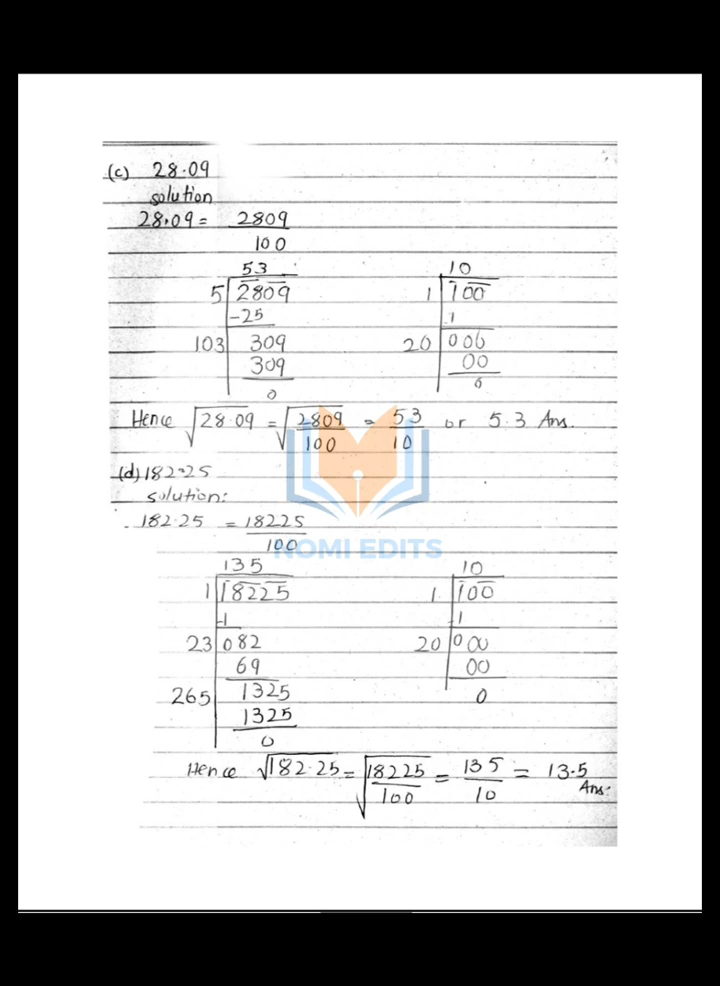 (c) 28.09
solution
28.09 = 2809
100
53 10
5 2809 1 100
-25 1
103 309 20 000
309 00
0 0
Hence √28.09 = √2809/100 = 53/10 or 5.3 Ans.
(d) 182.25
solution:
182.25 = 18225
100
NOMI EDITS
135 10
1 18225 1 100
-1 -1
23 082 20 000
69 00
265 1325 0
1325
0
Hence √182.25 = √18225/100 = 135/10 = 13.5
Ans.